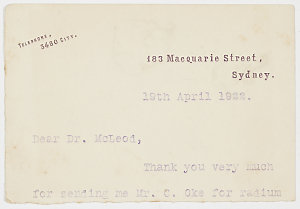 TELEPHONE,
5680 CITY.
183 Macquarie Street,
Sydney.
19th April 1922.
Dear Dr. McLeod,
Thank you very much
for sending me Mr. S. Oke for radium